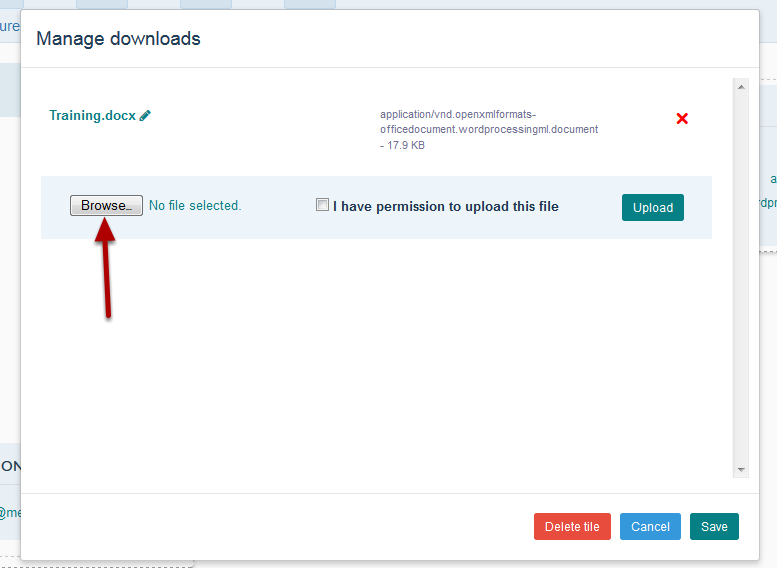 ure
Manage downloads
Training.docx
application/vnd.openxmlformats-
officedocument.wordprocessingml.document
- 17.9 KB
Browse... No file selected. I have permission to upload this file Upload
ON
@me
Delete tile Cancel Save